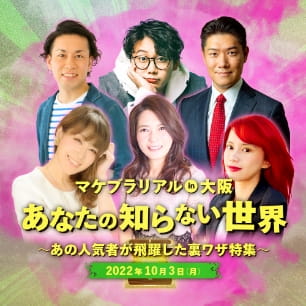 マケプラリアル in 大阪
あなたの知らない世界
～あの人気者が飛躍した裏ワザ特集～
2022年10月3日(月)